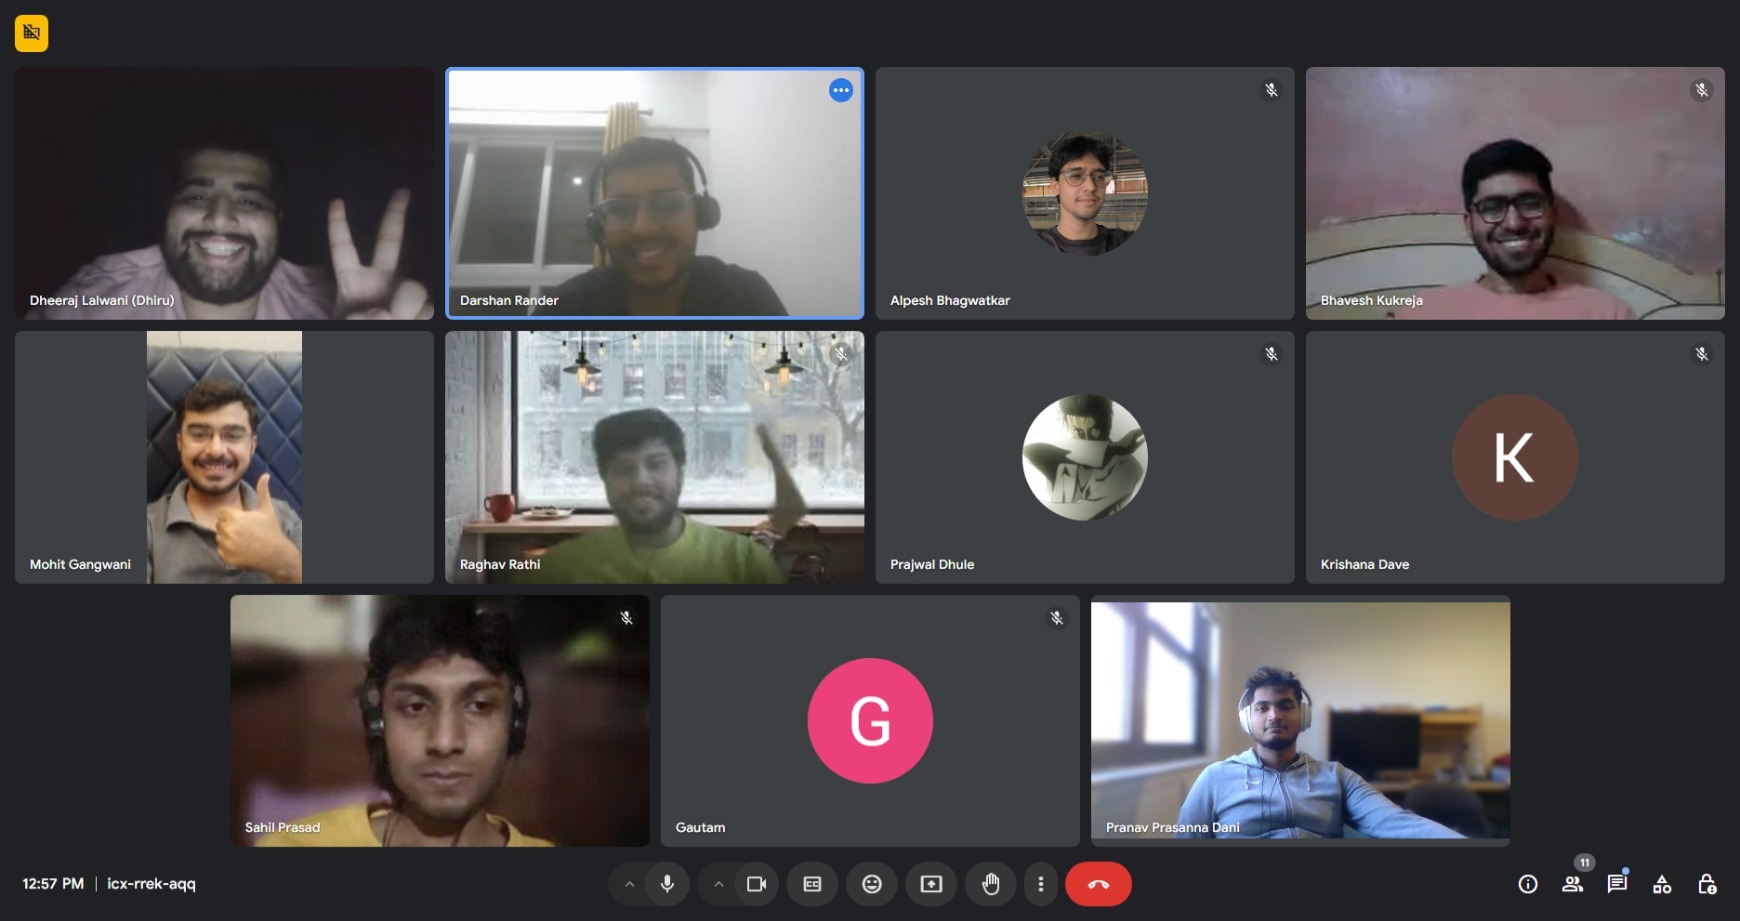 Dheeraj Lalwani (Dhiru)
Darshan Rander
Alpesh Bhagwatkar
Bhavesh Kukreja
Mohit Gangwani
Raghav Rathi
Prajwal Dhule
K
Krishana Dave
Sahil Prasad
G
Gautam
Pranav Prasanna Dani
12:57 PM | icx-rrek-aqq
CC
11